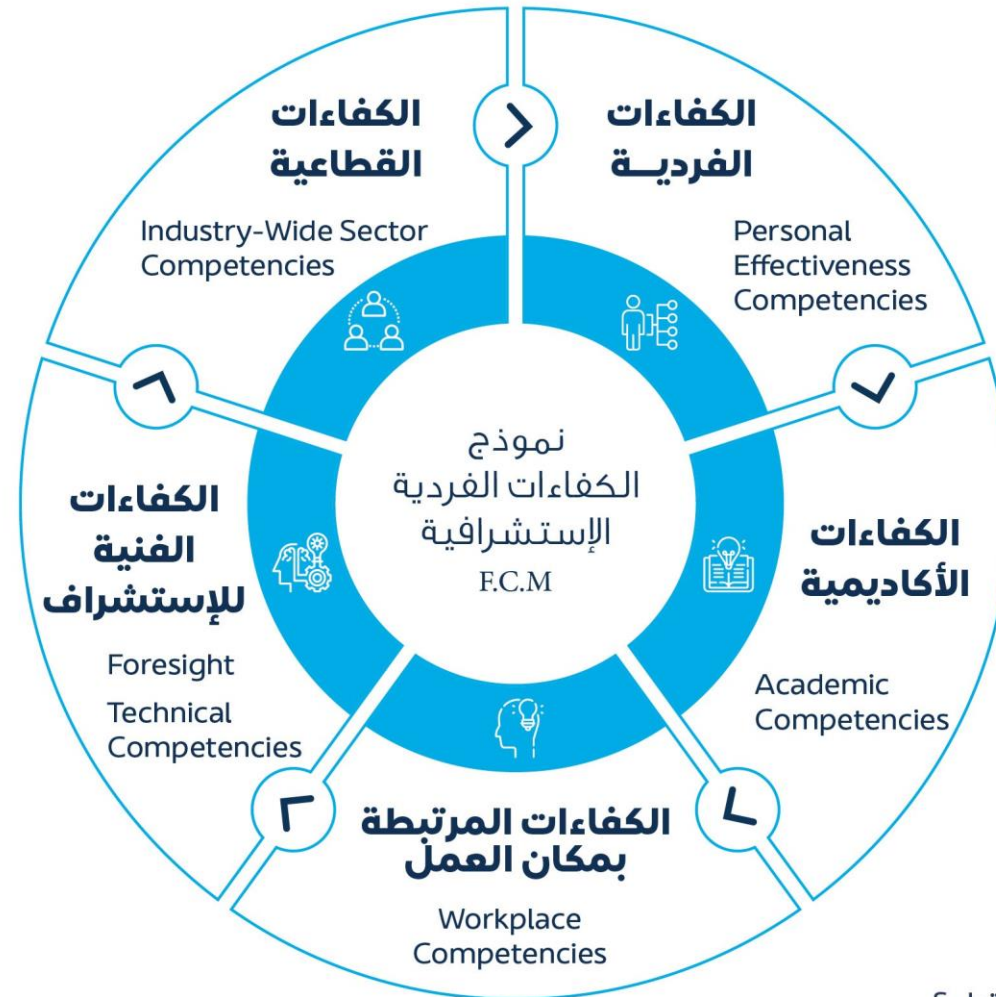 الكفاءات
الفرديـــة
Personal
Effectiveness
Competencies
الكفاءات
الأكاديمية
Academic
Competencies
الكفاءات المرتبطة
بمكان العمل
Workplace
Competencies
الكفاءات
الفنية
للإستشراف
Foresight
Technical
Competencies
الكفاءات
القطاعية
Industry-Wide Sector
Competencies
نموذج
الكفاءات الفردية
الإستشرافية
F.C.M